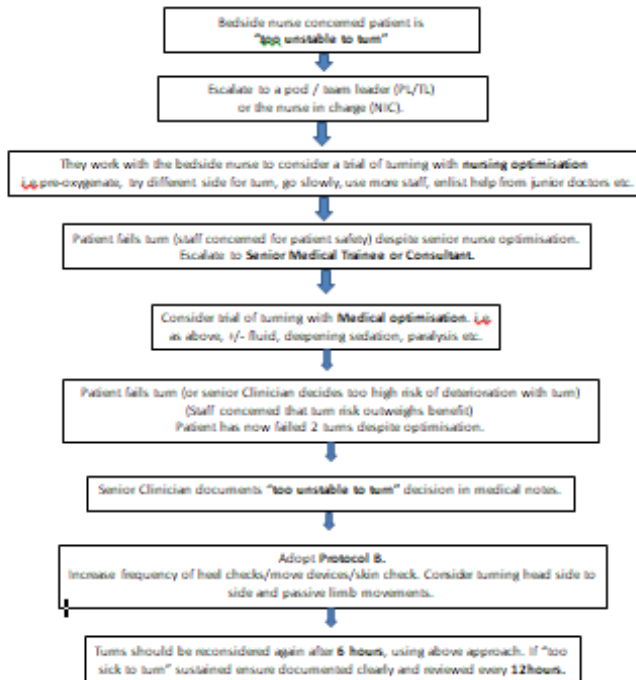 Bedside nurse concerned patient is
"too unstable to turn"
Escalate to a pod / team leader (PL/TL)
or the nurse in charge (NIC).
They work with the bedside nurse to consider a trial of turning with nursing optimisation
i.e pre-oxygenate, try different side for turn, go slowly, use more staff, enlist help from junior doctors etc.
Patient fails turn (staff concerned for patient safety) despite senior nurse optimisation.
Escalate to Senior Medical Trainee or Consultant.
Consider trial of turning with Medical optimisation. i.e
as above, +/- fluid, deepening sedation, paralysis etc.
Patient fails turn (or senior Clinician decides too high risk of deterioration with turn)
(Staff concerned that turn risk outweighs benefit)
Patient has now failed 2 turns despite optimisation.
Senior Clinician documents "too unstable to turn" decision in medical notes.
Adopt Protocol B.
Increase frequency of heel checks/move devices/skin check. Consider turning head side to
side and passive limb movements.
Turns should be reconsidered again after 6 hours, using above approach. If "too
sick to turn" sustained ensure documented clearly and reviewed every 12hours.